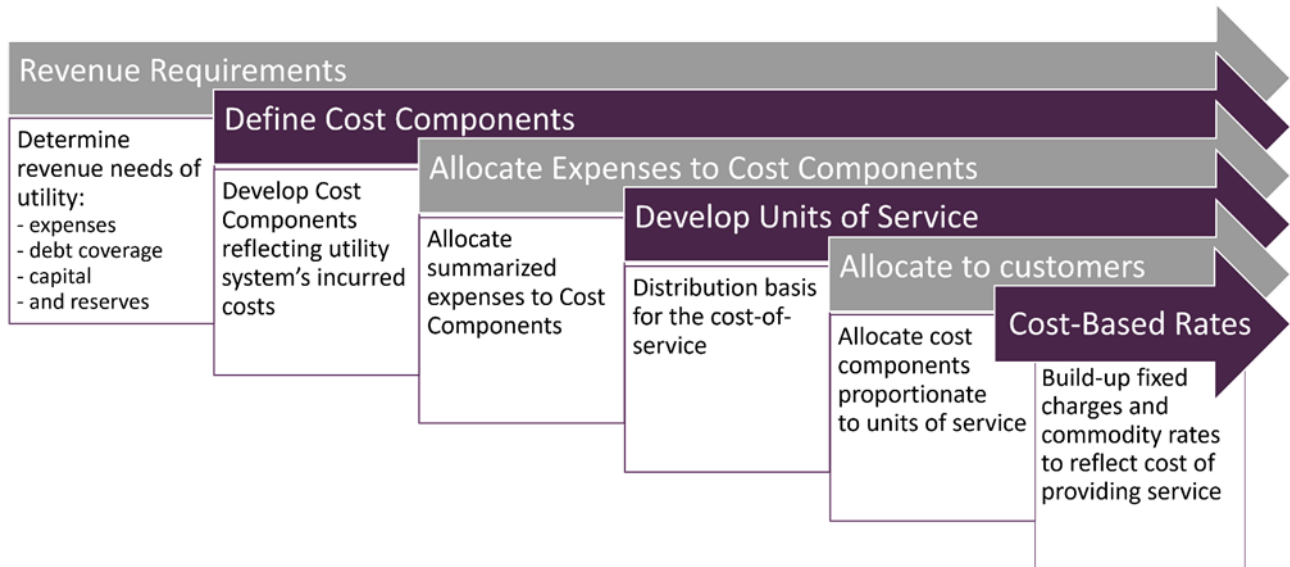 Revenue Requirements
Determine
revenue needs of
utility:
- expenses
- debt coverage
- capital
- and reserves
Define Cost Components
Develop Cost
Components
reflecting utility
system’s incurred
costs
Allocate Expenses to Cost Components
Allocate
summarized
expenses to Cost
Components
Develop Units of Service
Distribution basis
for the cost-of-
service
Allocate to customers
Allocate cost
components
proportionate
to units of service
Cost-Based Rates
Build-up fixed
charges and
commodity rates
to reflect cost of
providing service